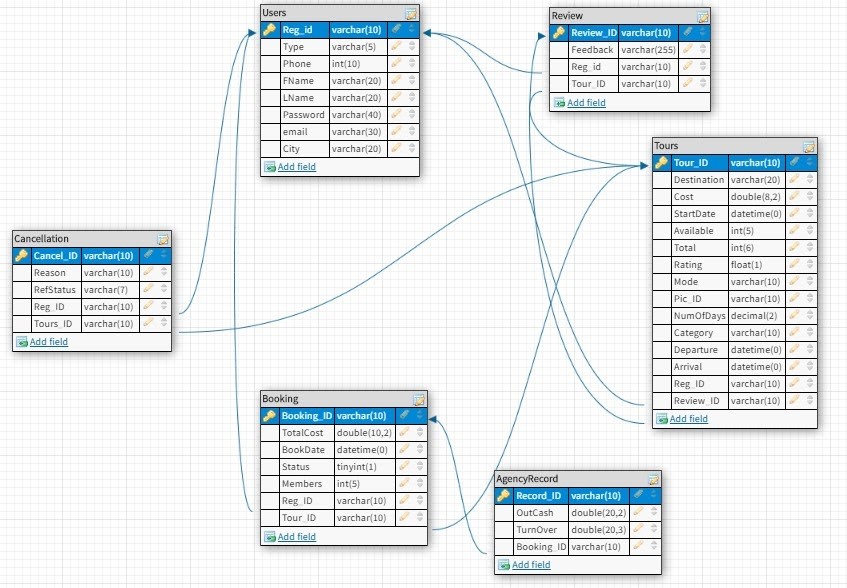 Users
Reg_id varchar(10)
Type varchar(5)
Phone int(10)
FName varchar(20)
LName varchar(20)
Password varchar(40)
email varchar(30)
City varchar(20)
Add field
Review
Review_ID varchar(10)
Feedback varchar(255)
Reg_id varchar(10)
Tour_ID varchar(10)
Add field
Tours
Tour_ID varchar(10)
Destination varchar(20)
Cost double(8,2)
StartDate datetime(0)
Available int(5)
Total int(6)
Rating float(1)
Mode varchar(10)
Pic_ID varchar(10)
NumOfDays decimal(2)
Category varchar(10)
Departure datetime(0)
Arrival datetime(0)
Reg_ID varchar(10)
Review_ID varchar(10)
Add field
Cancellation
Cancel_ID varchar(10)
Reason varchar(10)
RefStatus varchar(7)
Reg_ID varchar(10)
Tours_ID varchar(10)
Add field
Booking
Booking_ID varchar(10)
TotalCost double(10,2)
BookDate datetime(0)
Status tinyint(1)
Members int(5)
Reg_ID varchar(10)
Tour_ID varchar(10)
Add field
AgencyRecord
Record_ID varchar(10)
OutCash double(20,2)
TurnOver double(20,3)
Booking_ID varchar(10)
Add field